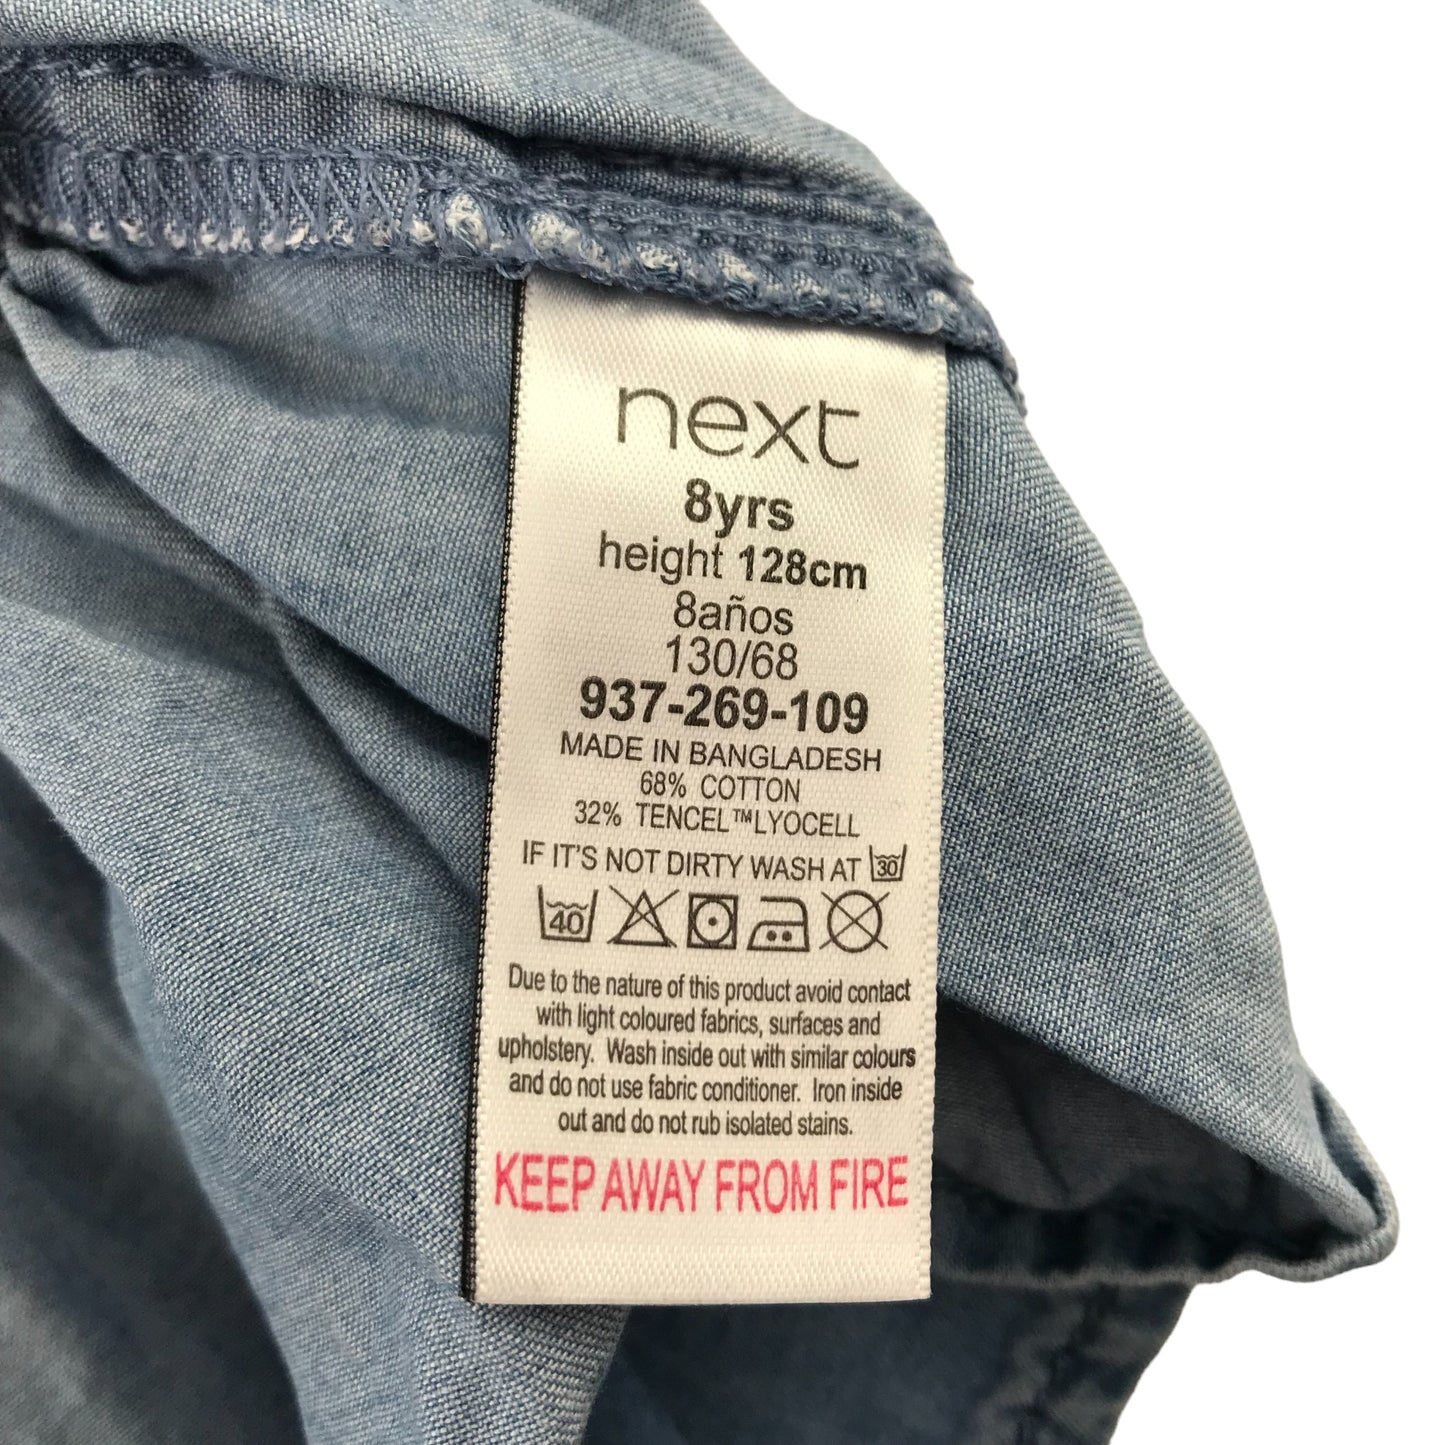 next
8yrs
height 128cm
8años
130/68
937-269-109
MADE IN BANGLADESH
68% COTTON
32% TENCEL™LYOCELL
IF IT'S NOT DIRTY WASH AT 30
40
Due to the nature of this product avoid contact
with light coloured fabrics, surfaces and
upholstery. Wash inside out with similar colours
and do not use fabric conditioner. Iron inside
out and do not rub isolated stains.
KEEP AWAY FROM FIRE